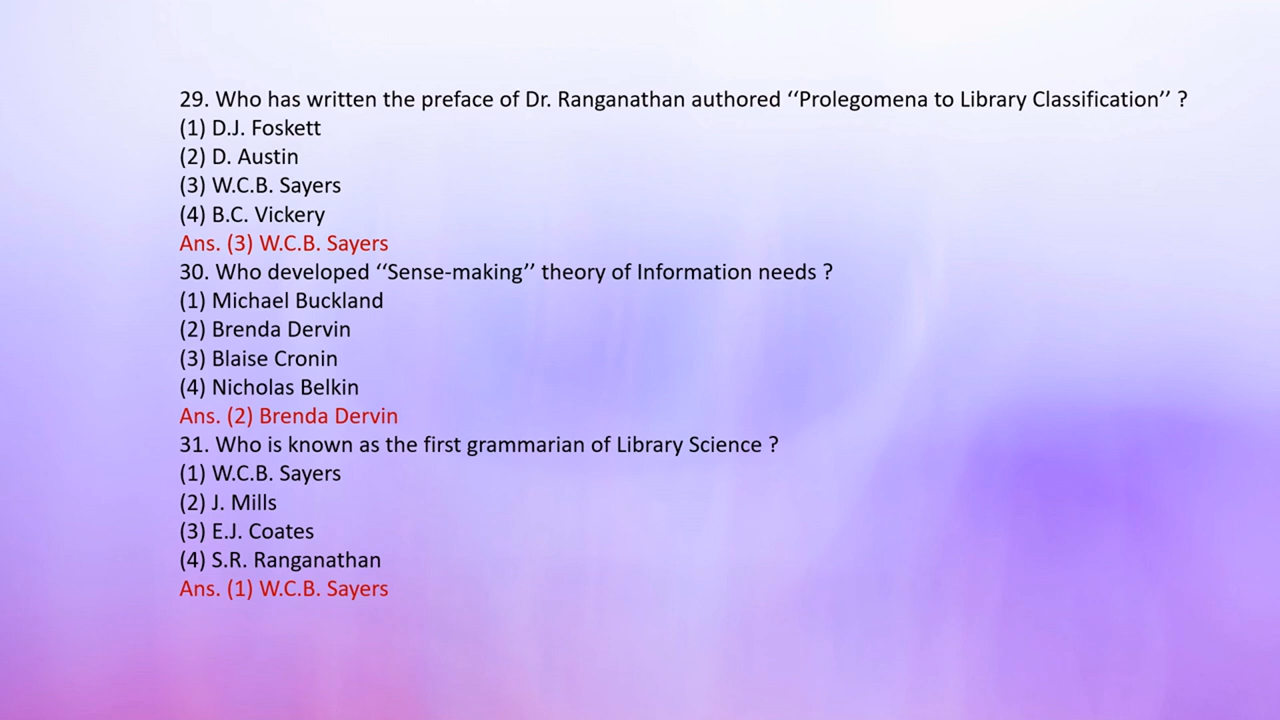 29. Who has written the preface of Dr. Ranganathan authored ‘‘Prolegomena to Library Classification’’ ?
(1) D.J. Foskett
(2) D. Austin
(3) W.C.B. Sayers
(4) B.C. Vickery
Ans. (3) W.C.B. Sayers
30. Who developed ‘‘Sense-making’’ theory of Information needs ?
(1) Michael Buckland
(2) Brenda Dervin
(3) Blaise Cronin
(4) Nicholas Belkin
Ans. (2) Brenda Dervin
31. Who is known as the first grammarian of Library Science ?
(1) W.C.B. Sayers
(2) J. Mills
(3) E.J. Coates
(4) S.R. Ranganathan
Ans. (1) W.C.B. Sayers